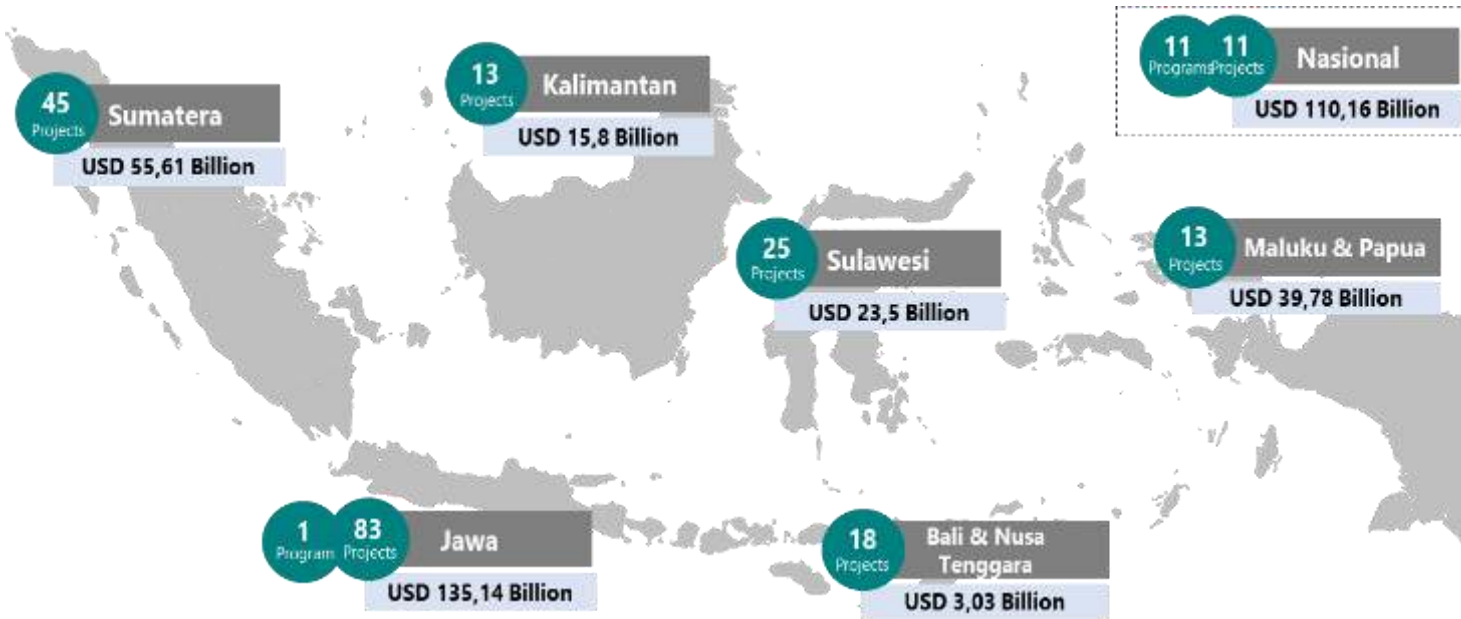 45
Projects
Sumatera
USD 55,61 Billion
13
Projects
Kalimantan
USD 15,8 Billion
11
Programs
11
Projects
Nasional
USD 110,16 Billion
25
Projects
Sulawesi
USD 23,5 Billion
13
Projects
Maluku & Papua
USD 39,78 Billion
1
Program
83
Projects
Jawa
USD 135,14 Billion
18
Projects
Bali & Nusa
Tenggara
USD 3,03 Billion